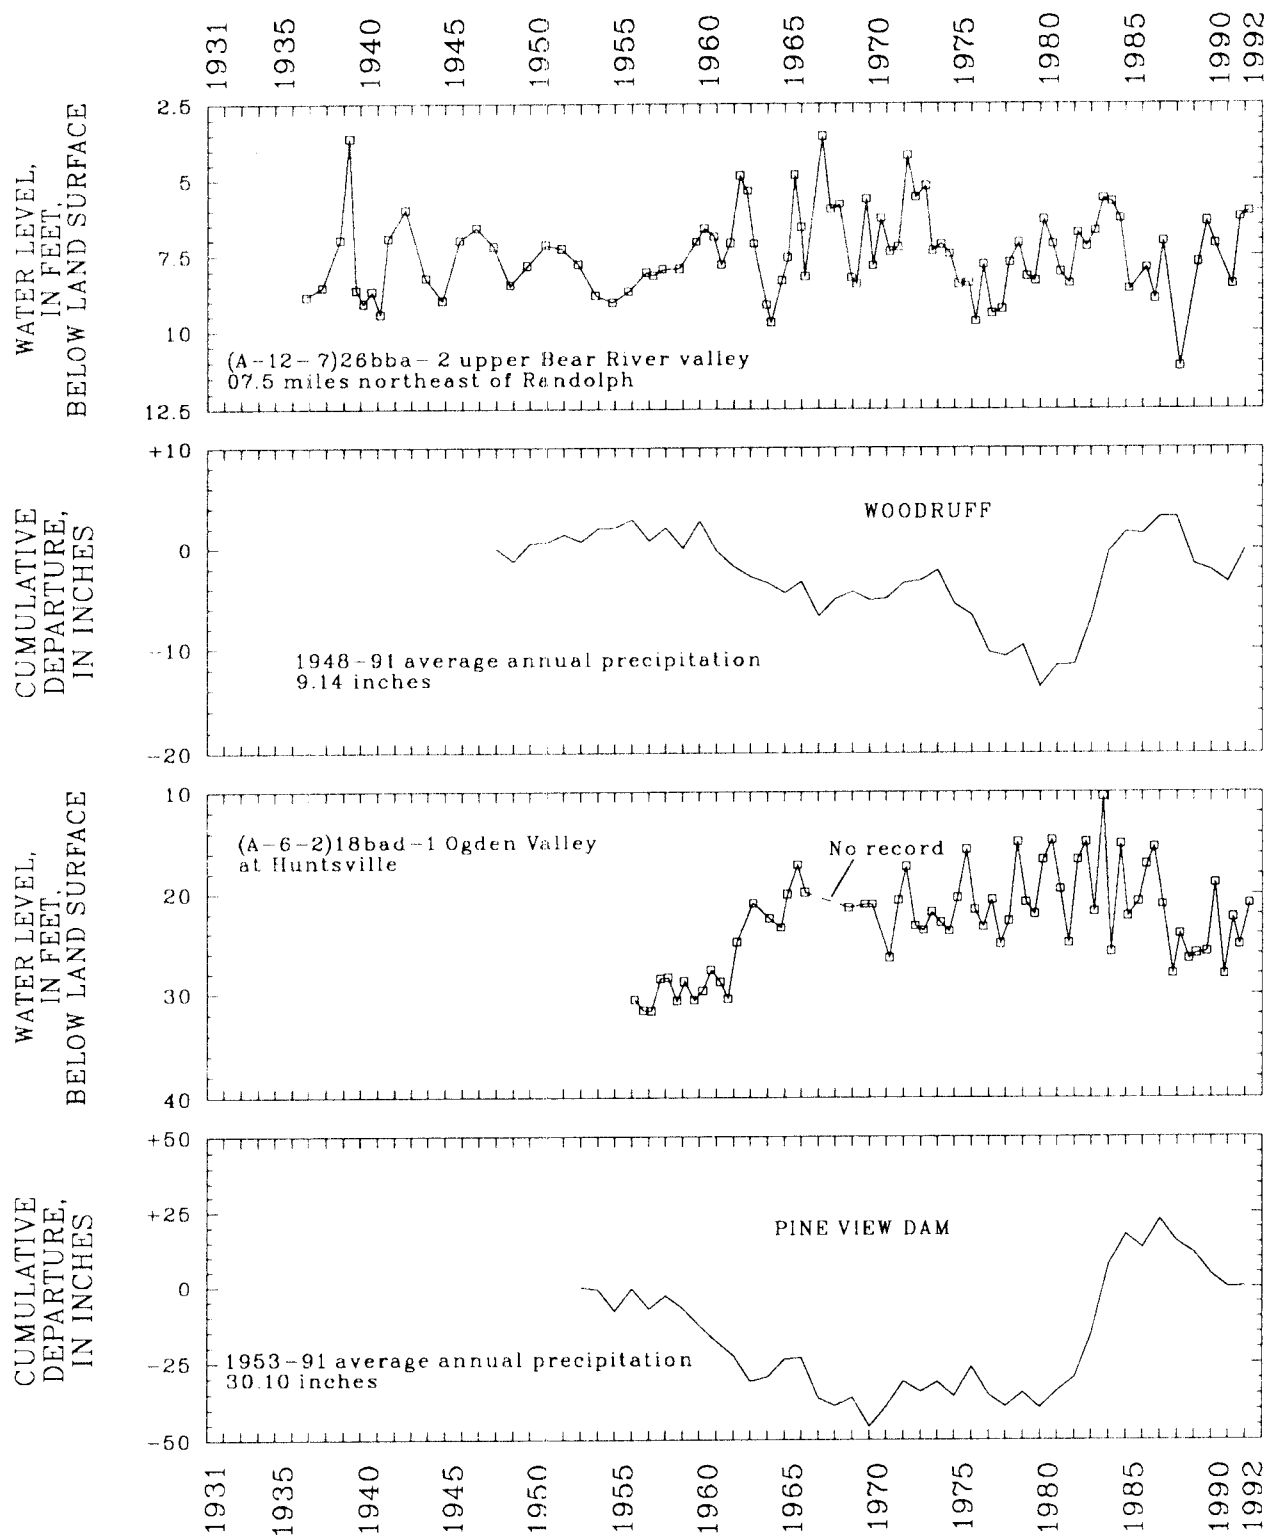 1931 1935 1940 1945 1950 1955 1960 1965 1970 1975 1980 1985 1990 1992
WATER LEVEL,
IN FEET,
BELOW LAND SURFACE
2.5
5
7.5
10
12.5
(A-12-7)26bba-2 upper Bear River valley
07.5 miles northeast of Randolph
CUMULATIVE
DEPARTURE,
IN INCHES
+10
0
-10
-20
WOODRUFF
1948-91 average annual precipitation
9.14 inches
WATER LEVEL,
IN FEET,
BELOW LAND SURFACE
10
20
30
40
(A-6-2)18bad-1 Ogden Valley
at Huntsville
No record
CUMULATIVE
DEPARTURE,
IN INCHES
+50
+25
0
-25
-50
PINE VIEW DAM
1953-91 average annual precipitation
30.10 inches
1931 1935 1940 1945 1950 1955 1960 1965 1970 1975 1980 1985 1990 1992